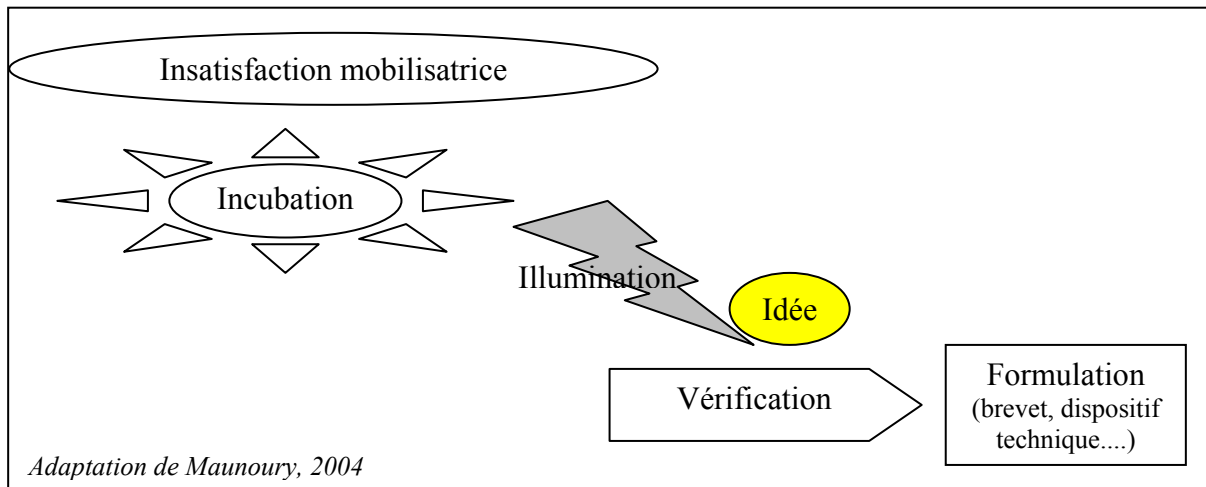 Insatisfaction mobilisatrice
Incubation
Illumination
Idée
Vérification
Formulation
(brevet, dispositif
technique....)
Adaptation de Maunoury, 2004